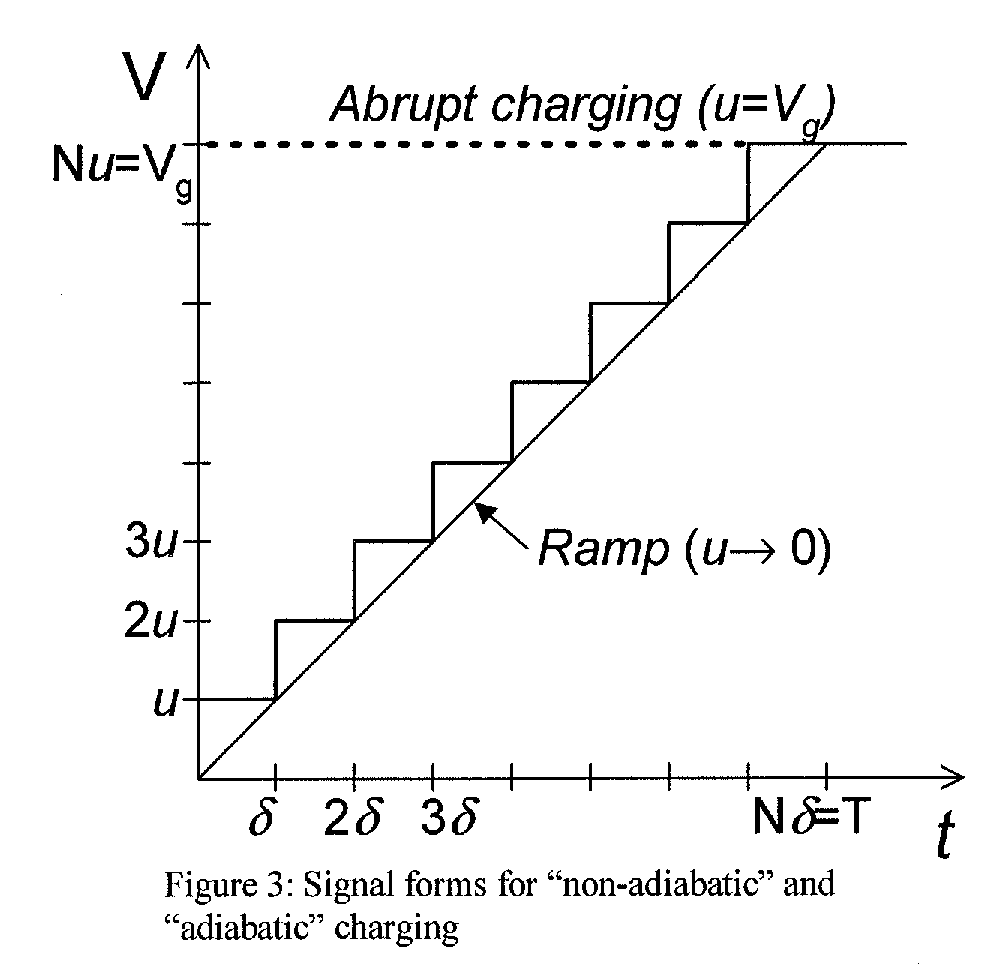 V
Abrupt charging (u=Vg)
Nu=Vg
3u
Ramp (u→ 0)
2u
u
δ 2δ 3δ Nδ=T
t
Figure 3: Signal forms for “non-adiabatic” and
“adiabatic” charging